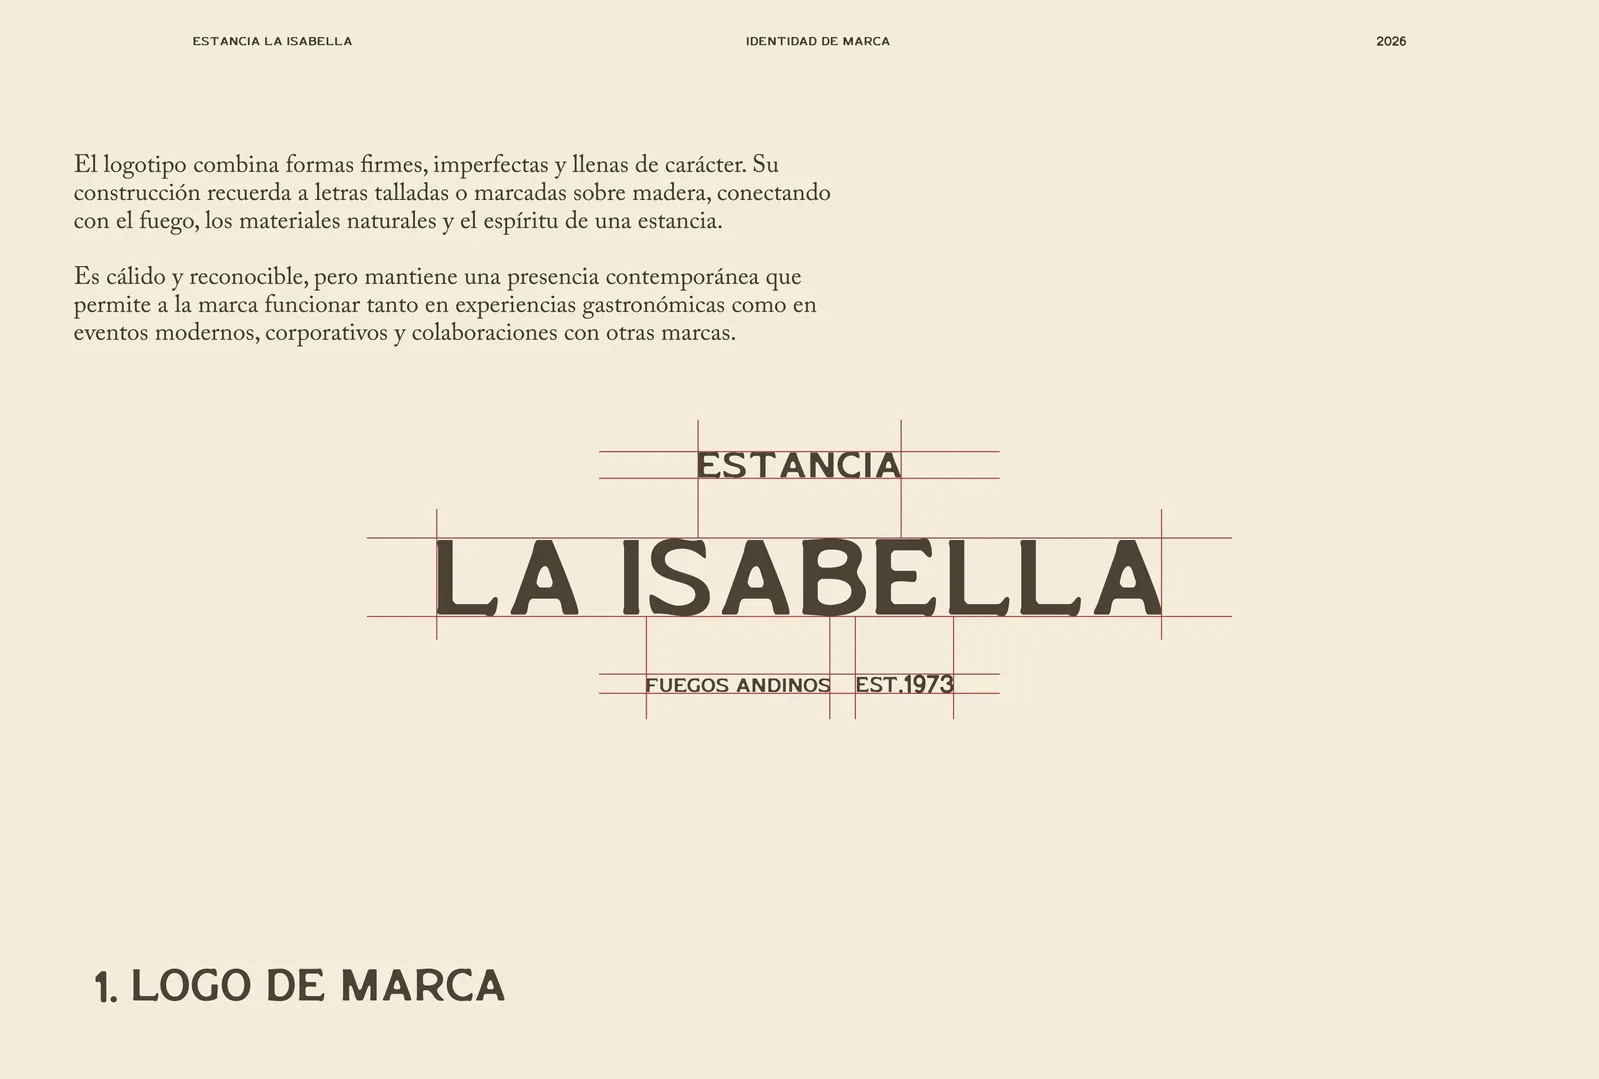 ESTANCIA LA ISABELLA
IDENTIDAD DE MARCA
2026
El logotipo combina formas firmes, imperfectas y llenas de carácter. Su
construcción recuerda a letras talladas o marcadas sobre madera, conectando
con el fuego, los materiales naturales y el espíritu de una estancia.
Es cálido y reconocible, pero mantiene una presencia contemporánea que
permite a la marca funcionar tanto en experiencias gastronómicas como en
eventos modernos, corporativos y colaboraciones con otras marcas.
ESTANCIA
LA ISABELLA
FUEGOS ANDINOS EST.1973
1. LOGO DE MARCA